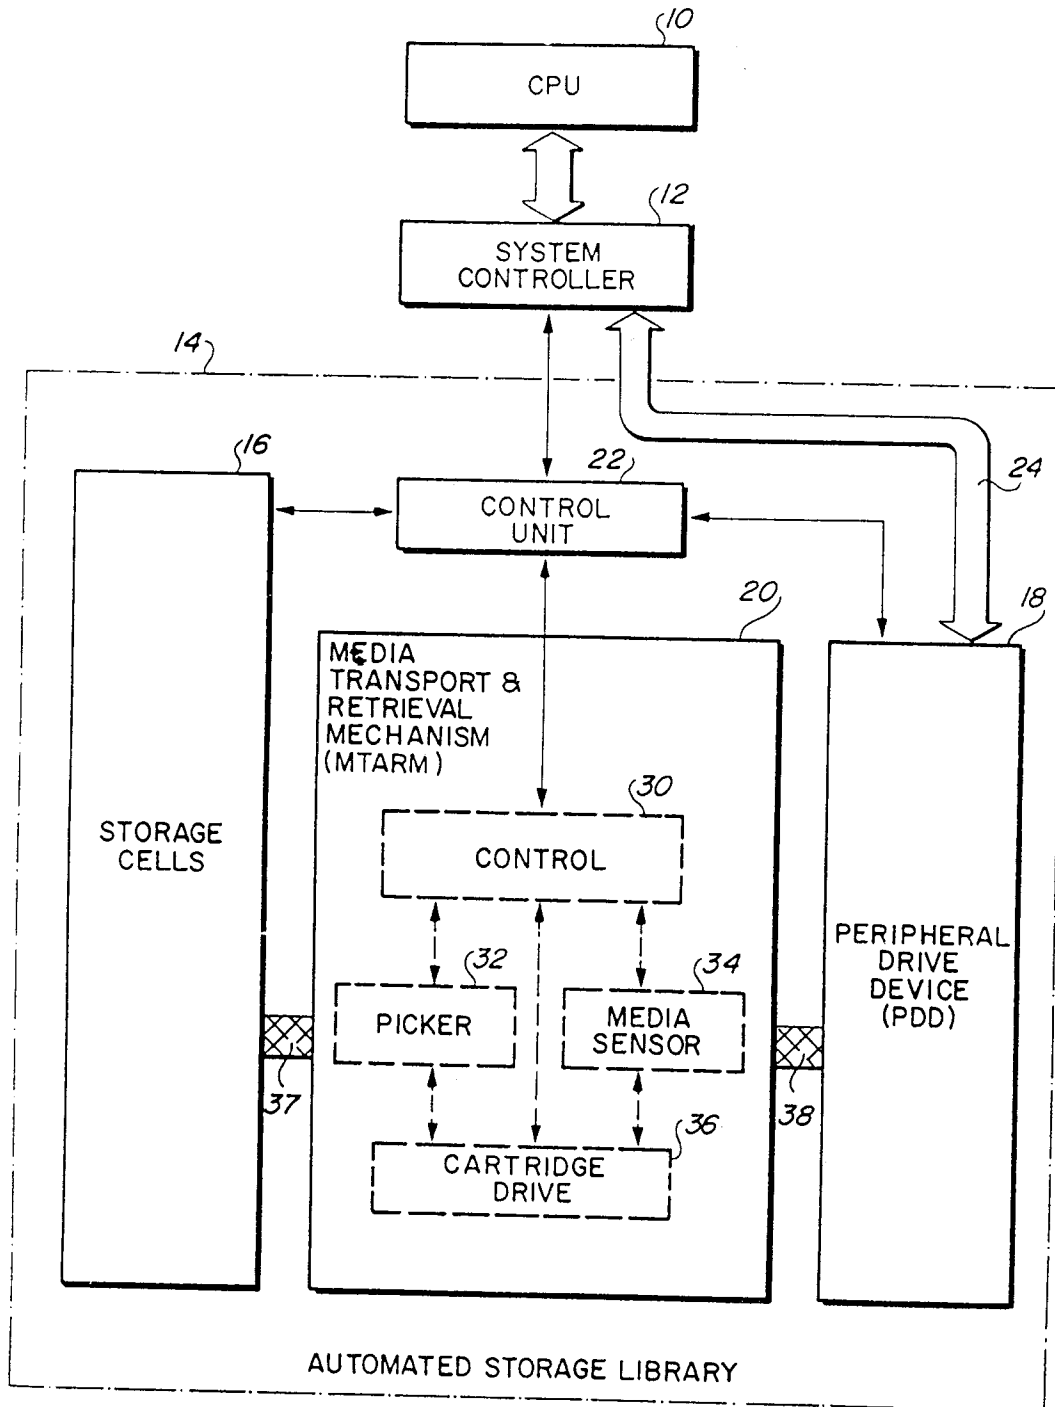 10
CPU
12
SYSTEM
CONTROLLER
14
16
22
CONTROL
UNIT
24
20
18
MEDIA
TRANSPORT &
RETRIEVAL
MECHANISM
(MTARM)
30
CONTROL
STORAGE
CELLS
32
PICKER
34
MEDIA
SENSOR
PERIPHERAL
DRIVE
DEVICE
(PDD)
37
38
36
CARTRIDGE
DRIVE
AUTOMATED STORAGE LIBRARY